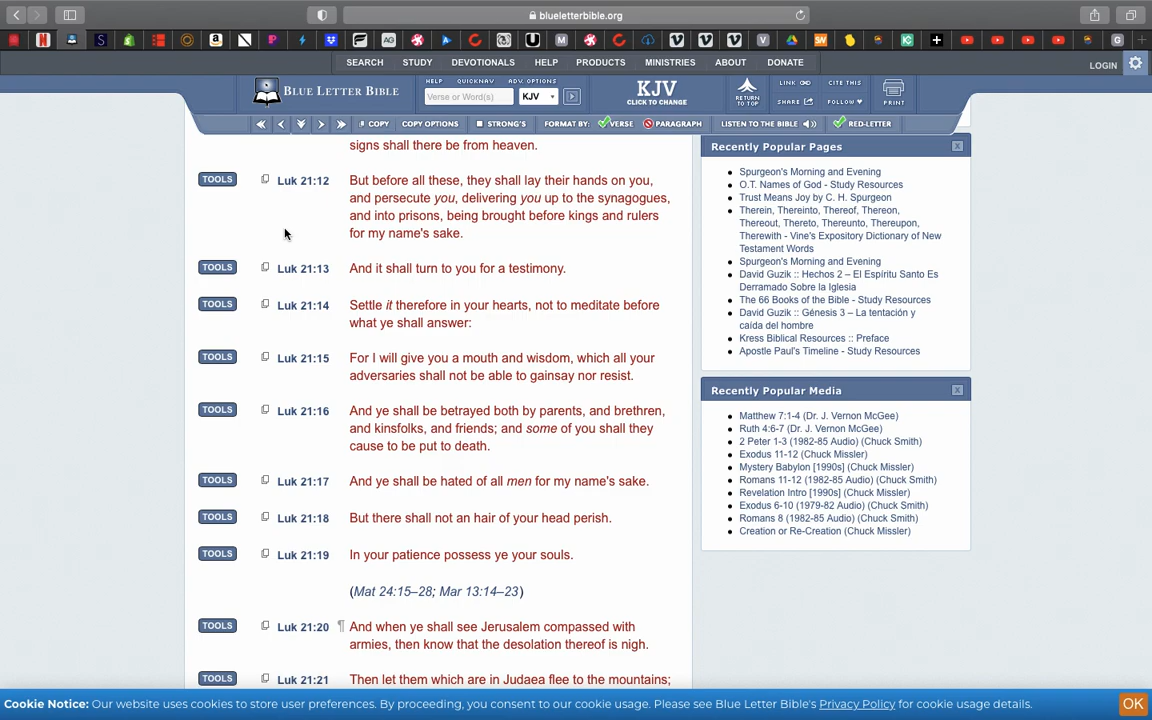 blueletterbible.org
SEARCH STUDY DEVOTIONALS HELP PRODUCTS MINISTRIES ABOUT DONATE
LOGIN
BLUE LETTER BIBLE
HELP QUICKNAV ADV. OPTIONS
Verse or Word(s) KJV
KJV
CLICK TO CHANGE
RETURN
TO TOP
LINK CITE THIS
SHARE FOLLOW
PRINT
COPY COPY OPTIONS STRONG'S FORMAT BY: VERSE PARAGRAPH LISTEN TO THE BIBLE RED-LETTER
signs shall there be from heaven.
TOOLS Luk 21:12 But before all these, they shall lay their hands on you,
and persecute you, delivering you up to the synagogues,
and into prisons, being brought before kings and rulers
for my name's sake.
TOOLS Luk 21:13 And it shall turn to you for a testimony.
TOOLS Luk 21:14 Settle it therefore in your hearts, not to meditate before
what ye shall answer:
TOOLS Luk 21:15 For I will give you a mouth and wisdom, which all your
adversaries shall not be able to gainsay nor resist.
TOOLS Luk 21:16 And ye shall be betrayed both by parents, and brethren,
and kinsfolks, and friends; and some of you shall they
cause to be put to death.
TOOLS Luk 21:17 And ye shall be hated of all men for my name's sake.
TOOLS Luk 21:18 But there shall not an hair of your head perish.
TOOLS Luk 21:19 In your patience possess ye your souls.
(Mat 24:15–28; Mar 13:14–23)
TOOLS Luk 21:20 ¶ And when ye shall see Jerusalem compassed with
armies, then know that the desolation thereof is nigh.
TOOLS Luk 21:21 Then let them which are in Judaea flee to the mountains;
Recently Popular Pages
Spurgeon's Morning and Evening
O.T. Names of God - Study Resources
Trust Means Joy by C. H. Spurgeon
Therein, Thereinto, Thereof, Thereon,
Thereout, Thereto, Thereunto, Thereupon,
Therewith - Vine's Expository Dictionary of New
Testament Words
Spurgeon's Morning and Evening
David Guzik :: Hechos 2 – El Espíritu Santo Es
Derramado Sobre la Iglesia
The 66 Books of the Bible - Study Resources
David Guzik :: Génesis 3 – La tentación y
caída del hombre
Kress Biblical Resources :: Preface
Apostle Paul's Timeline - Study Resources
Recently Popular Media
Matthew 7:1-4 (Dr. J. Vernon McGee)
Ruth 4:6-7 (Dr. J. Vernon McGee)
2 Peter 1-3 (1982-85 Audio) (Chuck Smith)
Exodus 11-12 (Chuck Missler)
Mystery Babylon [1990s] (Chuck Missler)
Romans 11-12 (1982-85 Audio) (Chuck Smith)
Revelation Intro [1990s] (Chuck Missler)
Exodus 6-10 (1979-82 Audio) (Chuck Smith)
Romans 8 (1982-85 Audio) (Chuck Smith)
Creation or Re-Creation (Chuck Missler)
Cookie Notice: Our website uses cookies to store user preferences. By proceeding, you consent to our cookie usage. Please see Blue Letter Bible's Privacy Policy for cookie usage details. OK